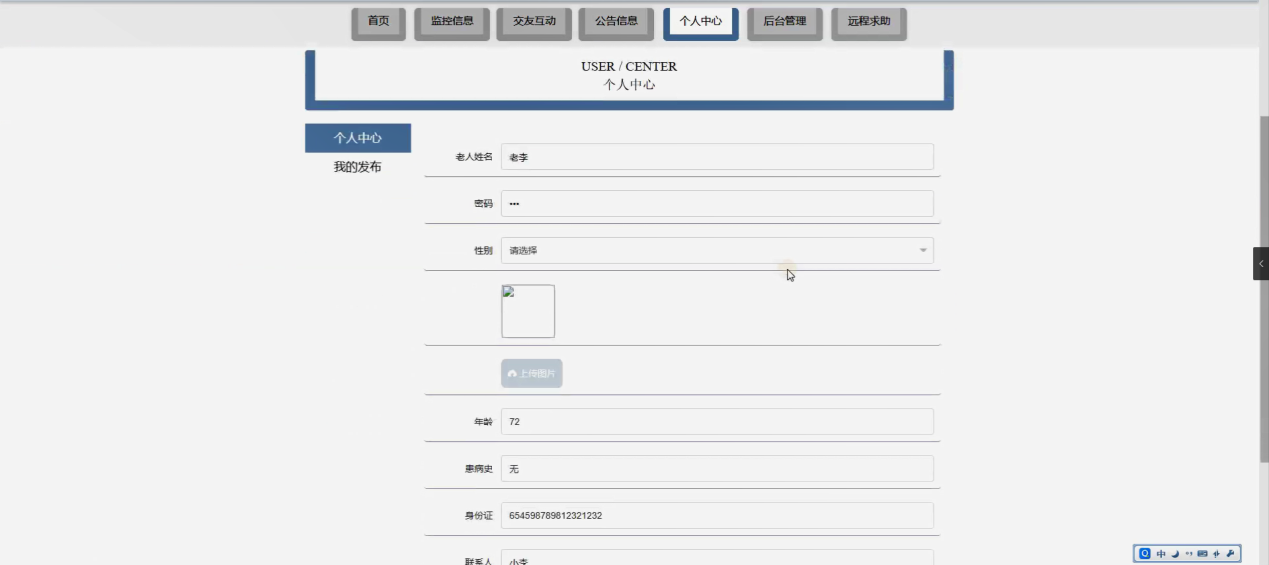 首页 监控信息 交友互动 公告信息 个人中心 后台管理 远程求助
USER / CENTER
个人中心
个人中心
我的发布
老人姓名 老李
密码 •••
性别 请选择
上传图片
年龄 72
患病史 无
身份证 654598789812321232
联系人 小李
中